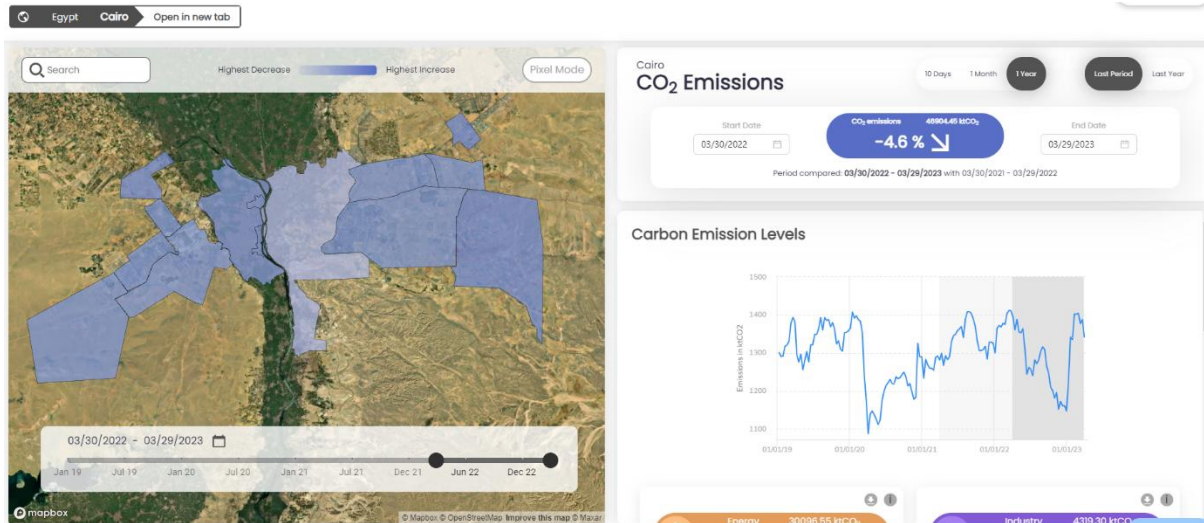 Egypt Cairo Open in new tab
Search
Highest Decrease Highest Increase
Pixel Mode
03/30/2022 - 03/29/2023
Jan 19 Jul 19 Jan 20 Jul 20 Jan 21 Jul 21 Dec 21 Jun 22 Dec 22
mapbox
© Mapbox © OpenStreetMap Improve this map © Maxar
Cairo
CO₂ Emissions
10 Days 1 Month 1 Year Last Period Last Year
Start Date
03/30/2022
CO₂ emissions 46904.45 ktCO₂
-4.6 %
End Date
03/29/2023
Period compared: 03/30/2022 - 03/29/2023 with 03/30/2021 - 03/29/2022
Carbon Emission Levels
Emissions in ktCO2
1500
1400
1300
1200
1100
01/01/19 01/01/20 01/01/21 01/01/22 01/01/23
Energy 30096.55 ktCO₂
Industry 4319.30 ktCO₂